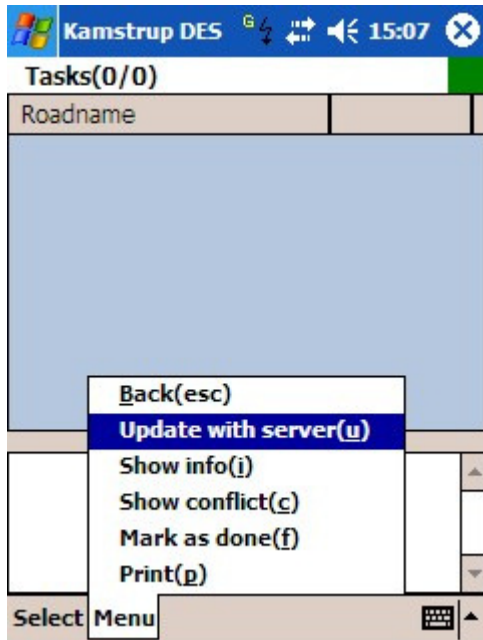 Kamstrup DES G 15:07
Tasks(0/0)
Roadname
Back(esc)
Update with server(u)
Show info(i)
Show conflict(c)
Mark as done(f)
Print(p)
Select Menu